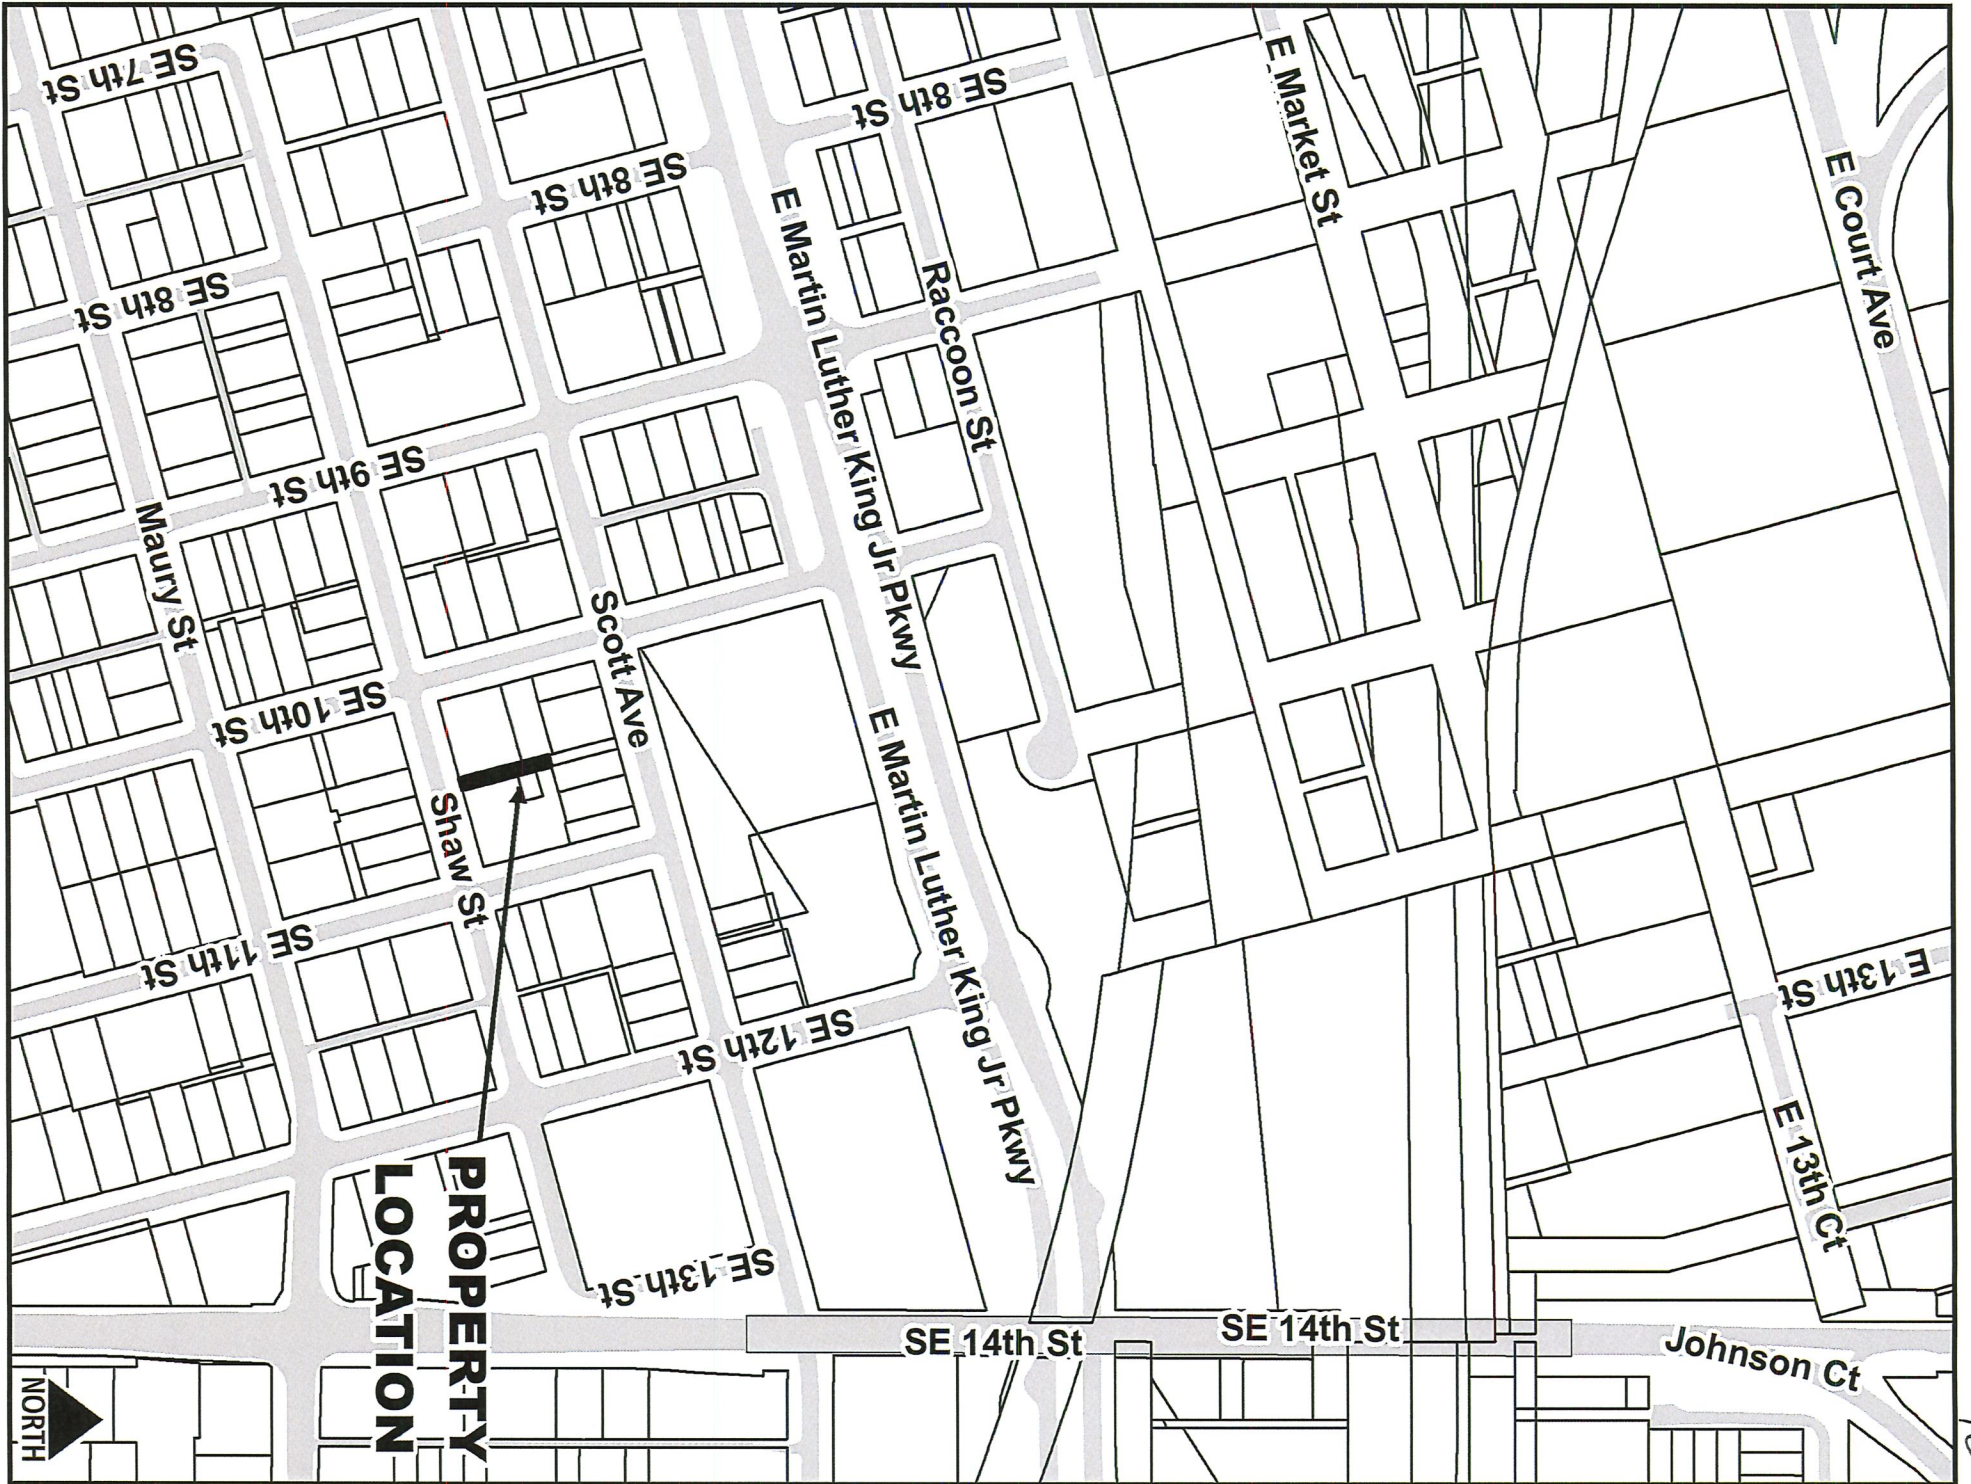 SE 7th St
SE 8th St
SE 8th St
SE 8th St
E Market St
E Court Ave
E Martin Luther King Jr Pkwy
Raccoon St
SE 9th St
Maury St
Scott Ave
SE 10th St
E Martin Luther King Jr Pkwy
Shaw St
SE 11th St
SE 12th St
E 13th St
E 13th Ct
SE 13th St
SE 14th St
SE 14th St
Johnson Ct
PROPERTY
LOCATION
NORTH